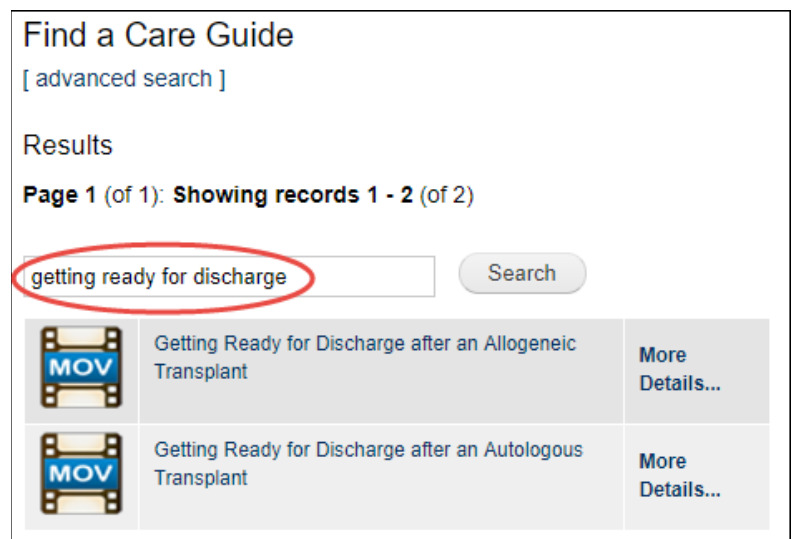 Find a Care Guide
[ advanced search ]
Results
Page 1 (of 1): Showing records 1 - 2 (of 2)
getting ready for discharge
Search
MOV
Getting Ready for Discharge after an Allogeneic
Transplant
More
Details...
MOV
Getting Ready for Discharge after an Autologous
Transplant
More
Details...